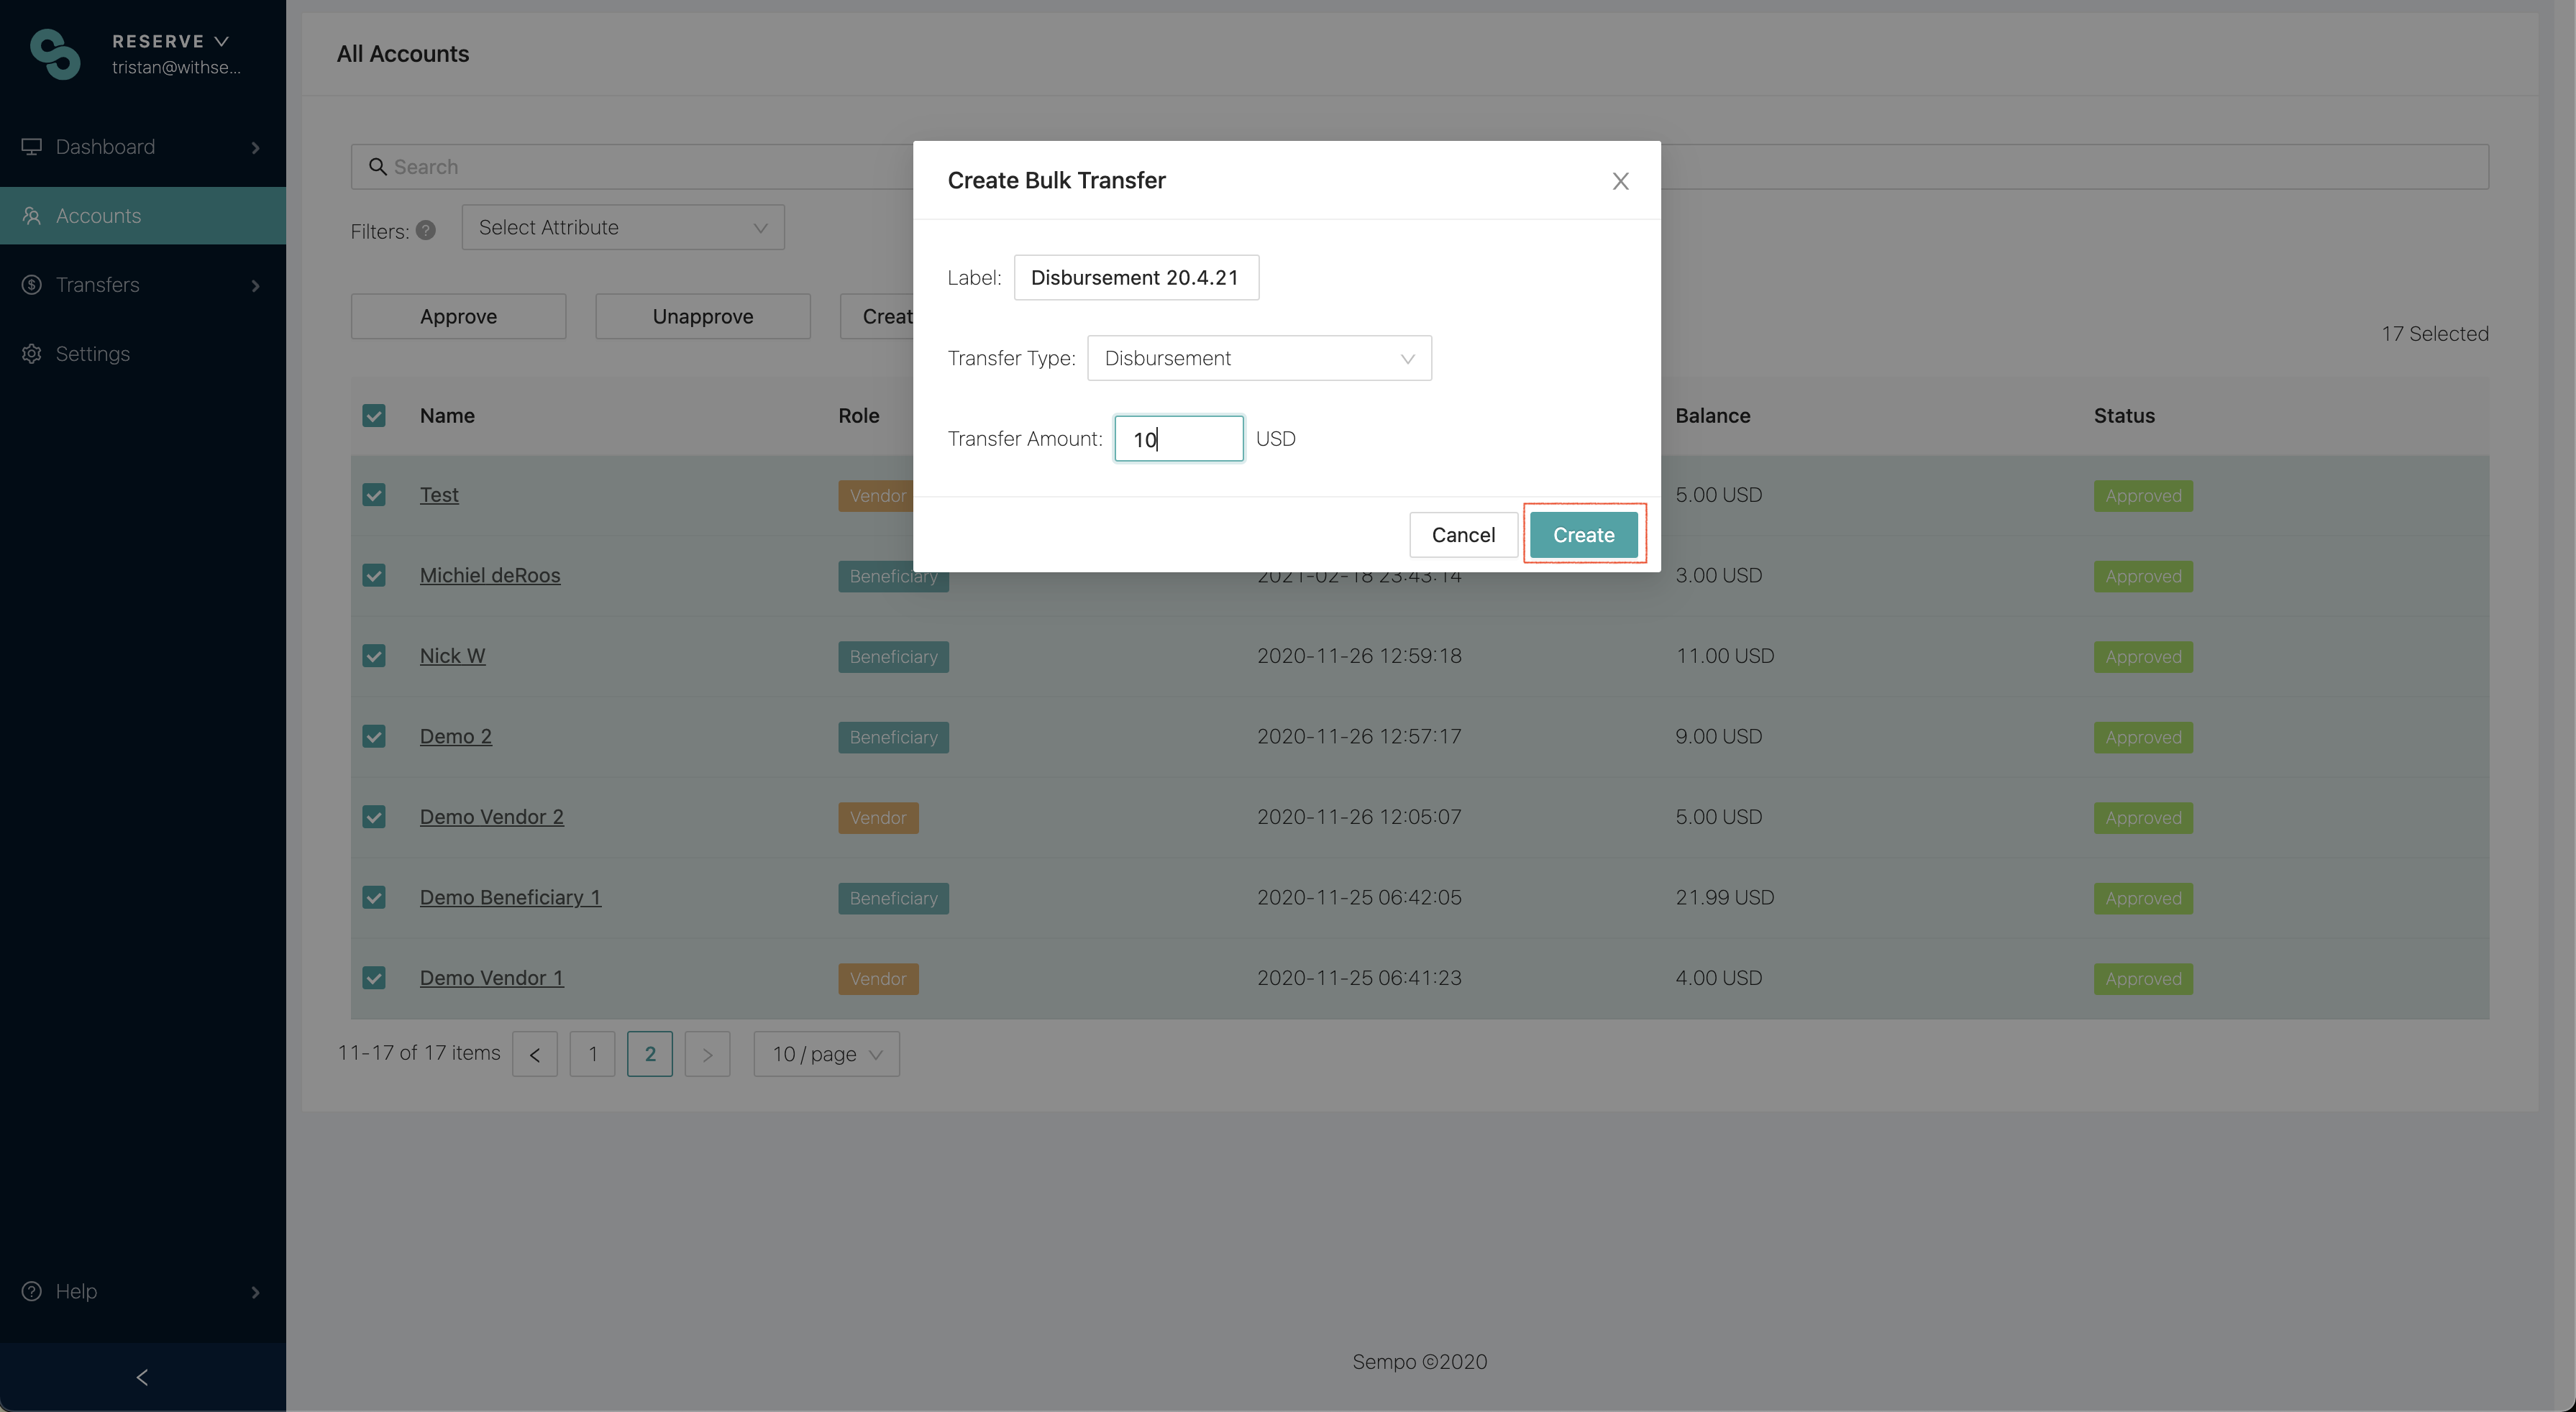 RESERVE
tristan@withse...
Dashboard
Accounts
Transfers
Settings
Help
All Accounts
Search
Filters: ?
Select Attribute
Approve
Unapprove
Creat
17 Selected
Name Role Balance Status
Test Vendor 5.00 USD Approved
Michiel deRoos Beneficiary 2021-02-18 23:43:14 3.00 USD Approved
Nick W Beneficiary 2020-11-26 12:59:18 11.00 USD Approved
Demo 2 Beneficiary 2020-11-26 12:57:17 9.00 USD Approved
Demo Vendor 2 Vendor 2020-11-26 12:05:07 5.00 USD Approved
Demo Beneficiary 1 Beneficiary 2020-11-25 06:42:05 21.99 USD Approved
Demo Vendor 1 Vendor 2020-11-25 06:41:23 4.00 USD Approved
11-17 of 17 items < 1 2 > 10 / page
Create Bulk Transfer
Label: Disbursement 20.4.21
Transfer Type: Disbursement
Transfer Amount: 10 USD
Cancel Create
Sempo ©2020